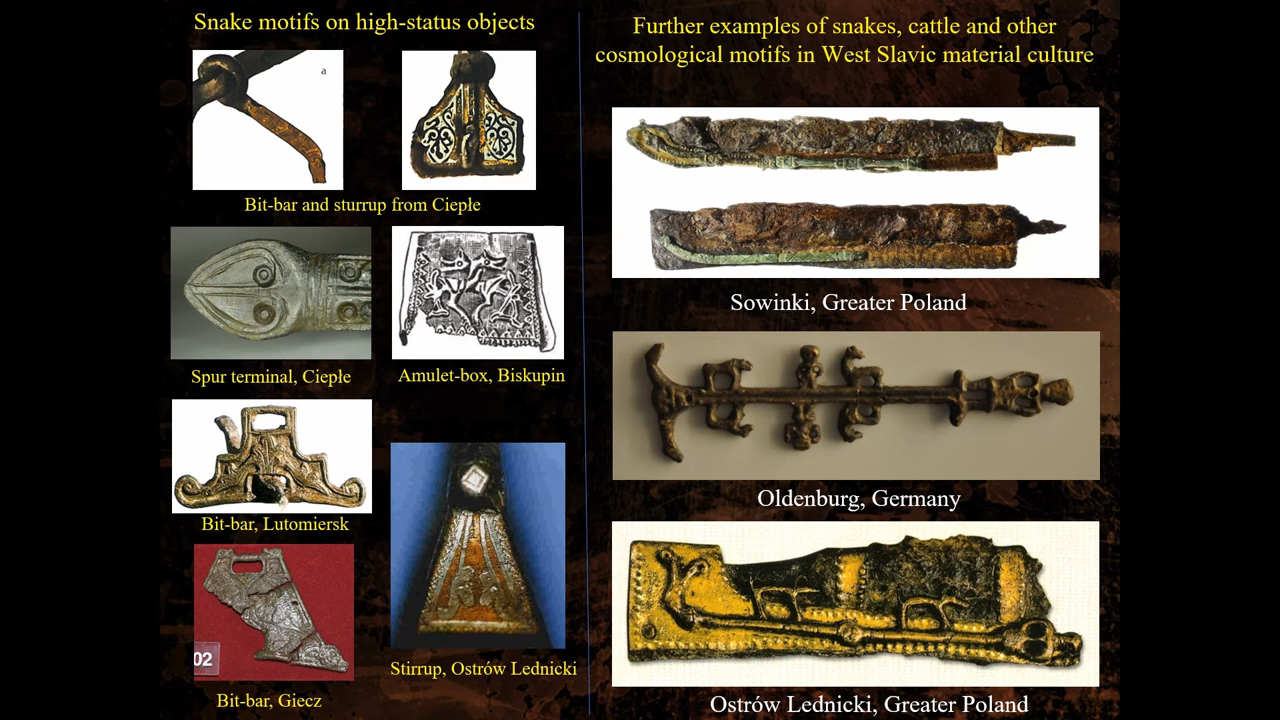 Snake motifs on high-status objects
a
Bit-bar and sturrup from Ciepłe
Spur terminal, Ciepłe
Amulet-box, Biskupin
Bit-bar, Lutomiersk
02
Bit-bar, Giecz
Stirrup, Ostrów Lednicki
Further examples of snakes, cattle and other
cosmological motifs in West Slavic material culture
Sowinki, Greater Poland
Oldenburg, Germany
Ostrów Lednicki, Greater Poland